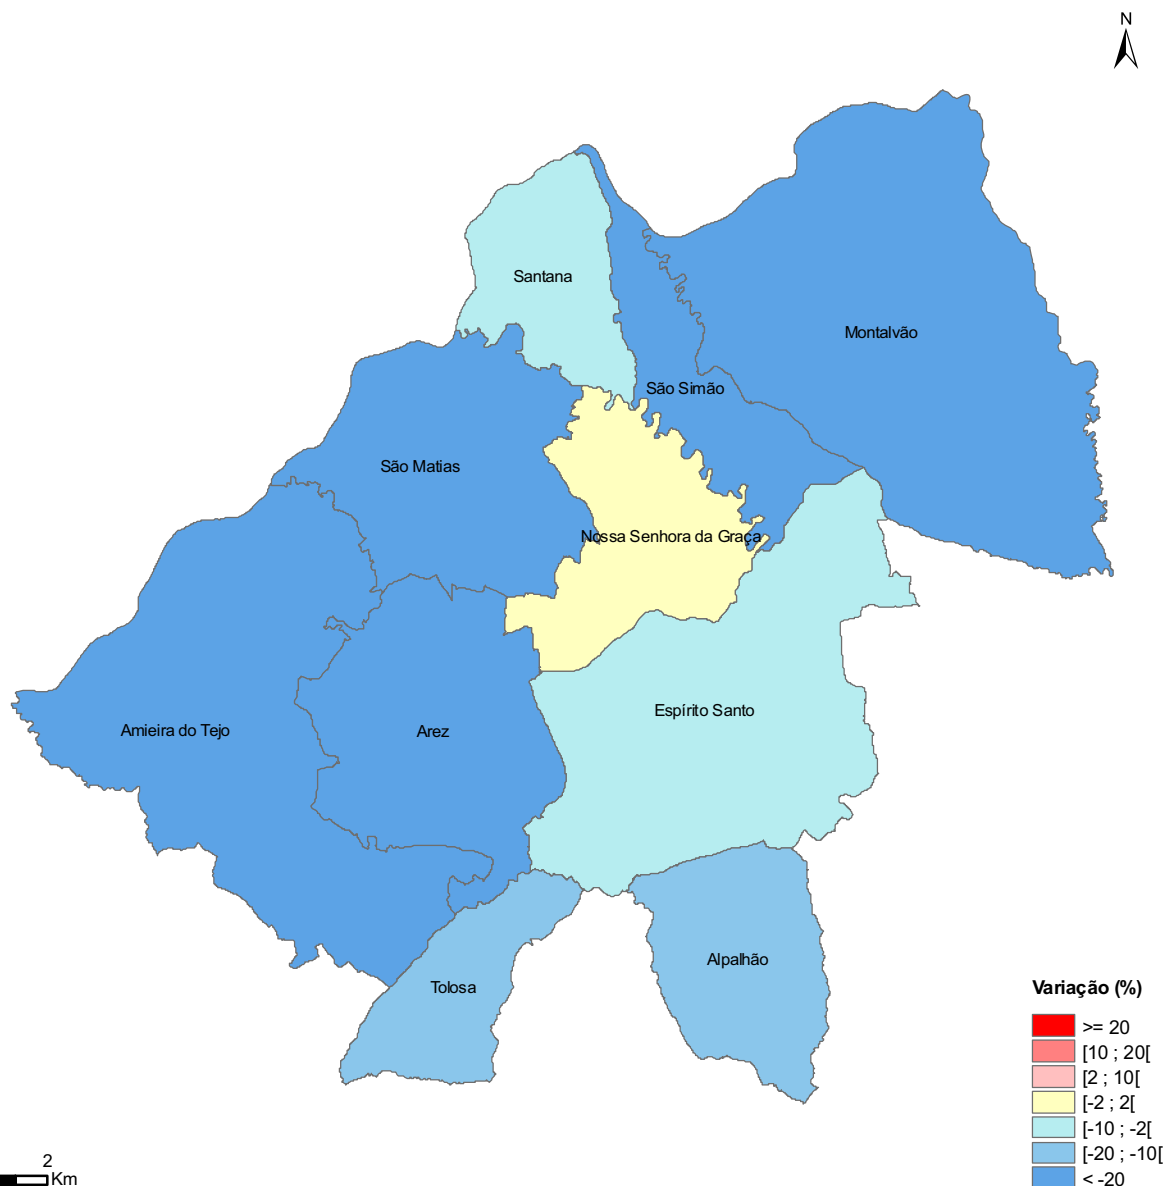 N
Santana
Montalvão
São Simão
São Matias
Nossa Senhora da Graça
Espírito Santo
Amieira do Tejo
Arez
Alpalhão
Tolosa
Variação (%)
>= 20
[10 ; 20[
[2 ; 10[
[-2 ; 2[
[-10 ; -2[
[-20 ; -10[
< -20
2
Km